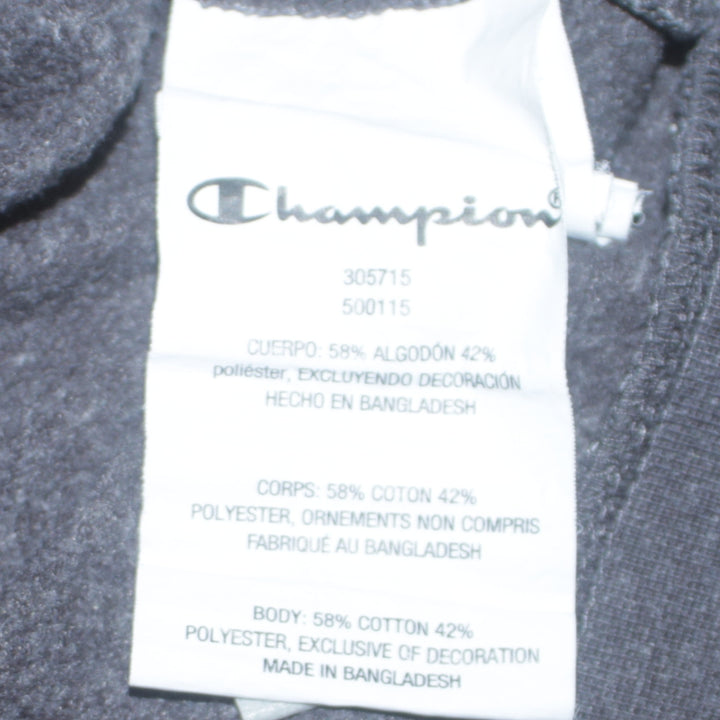 Champion®
305715
500115
CUERPO: 58% ALGODÓN 42%
poliéster, EXCLUYENDO DECORACIÓN
HECHO EN BANGLADESH
CORPS: 58% COTON 42%
POLYESTER, ORNEMENTS NON COMPRIS
FABRIQUÉ AU BANGLADESH
BODY: 58% COTTON 42%
POLYESTER, EXCLUSIVE OF DECORATION
MADE IN BANGLADESH